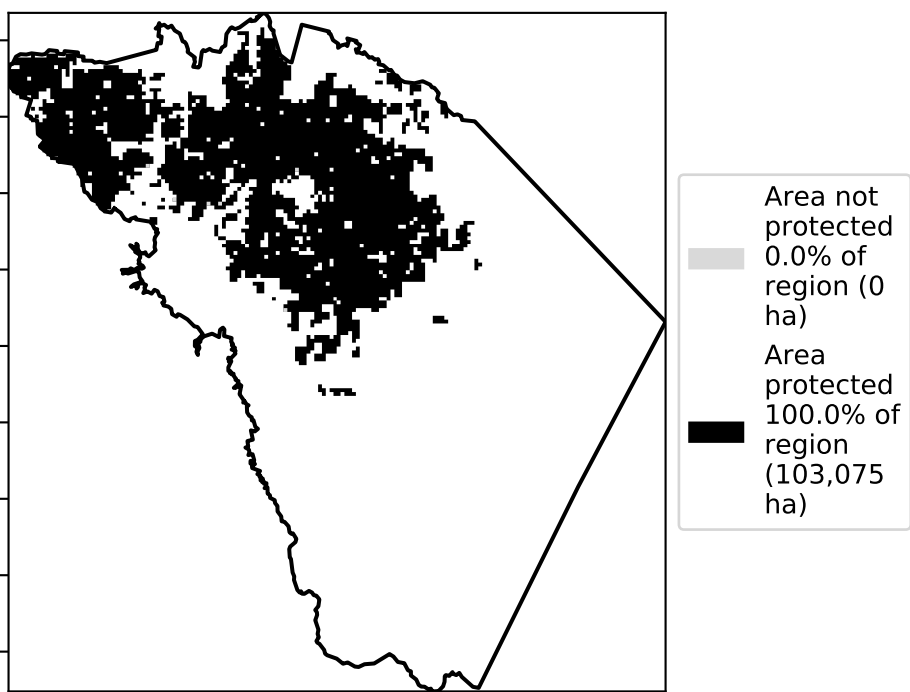 Area not
protected
0.0% of
region (0
ha)
Area
protected
100.0% of
region
(103,075
ha)